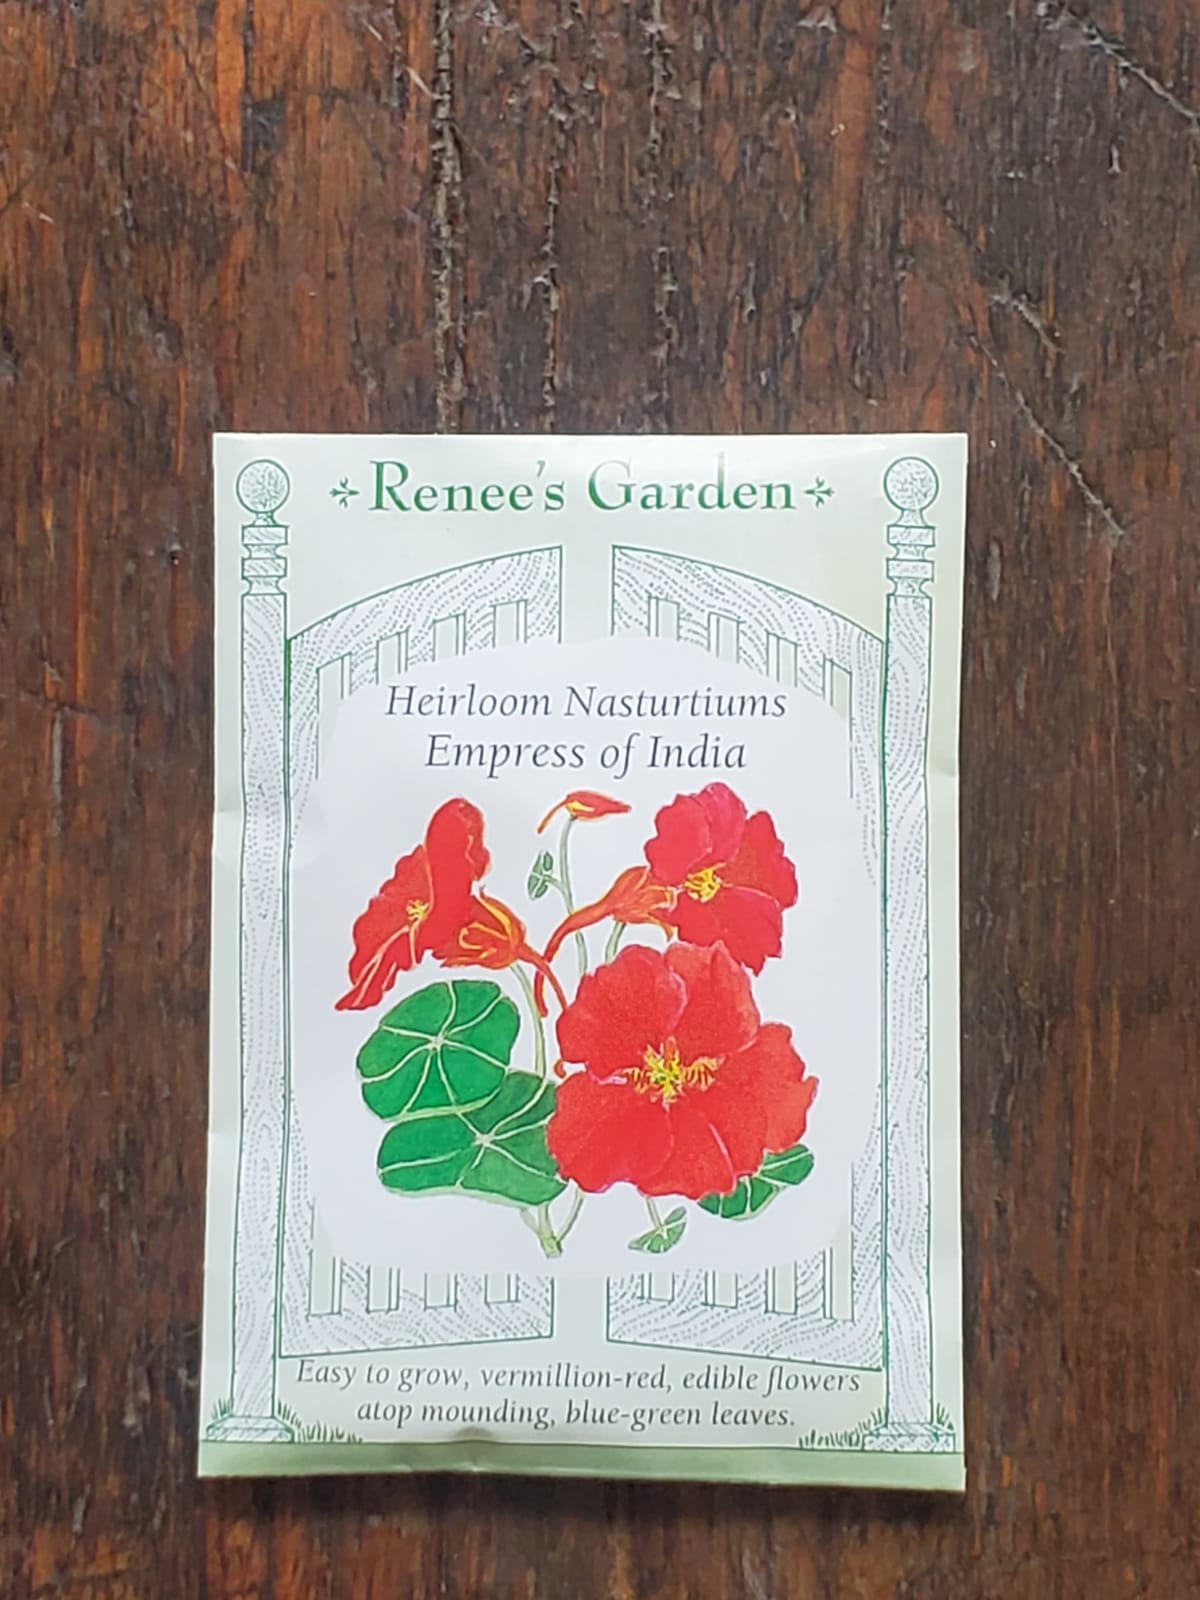 Renee's Garden
Heirloom Nasturtiums
Empress of India
Easy to grow, vermillion-red, edible flowers
atop mounding, blue-green leaves.